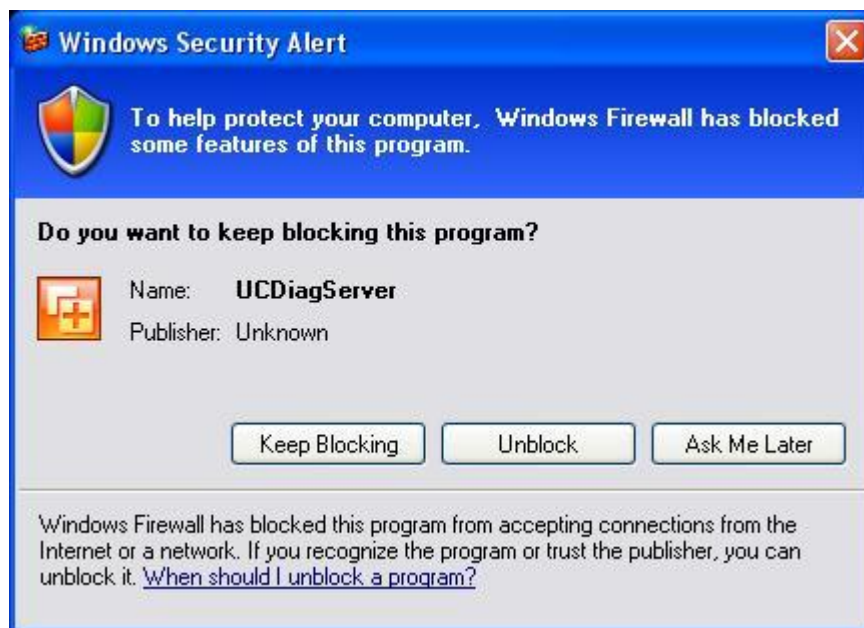 Windows Security Alert
To help protect your computer, Windows Firewall has blocked
some features of this program.
Do you want to keep blocking this program?
Name: UCDiagServer
Publisher: Unknown
Keep Blocking Unblock Ask Me Later
Windows Firewall has blocked this program from accepting connections from the
Internet or a network. If you recognize the program or trust the publisher, you can
unblock it. When should I unblock a program?